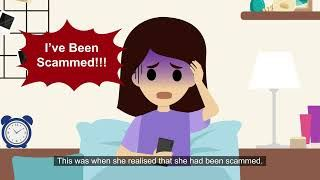 I've Been
Scammed!!!
This was when she realised that she had been scammed.